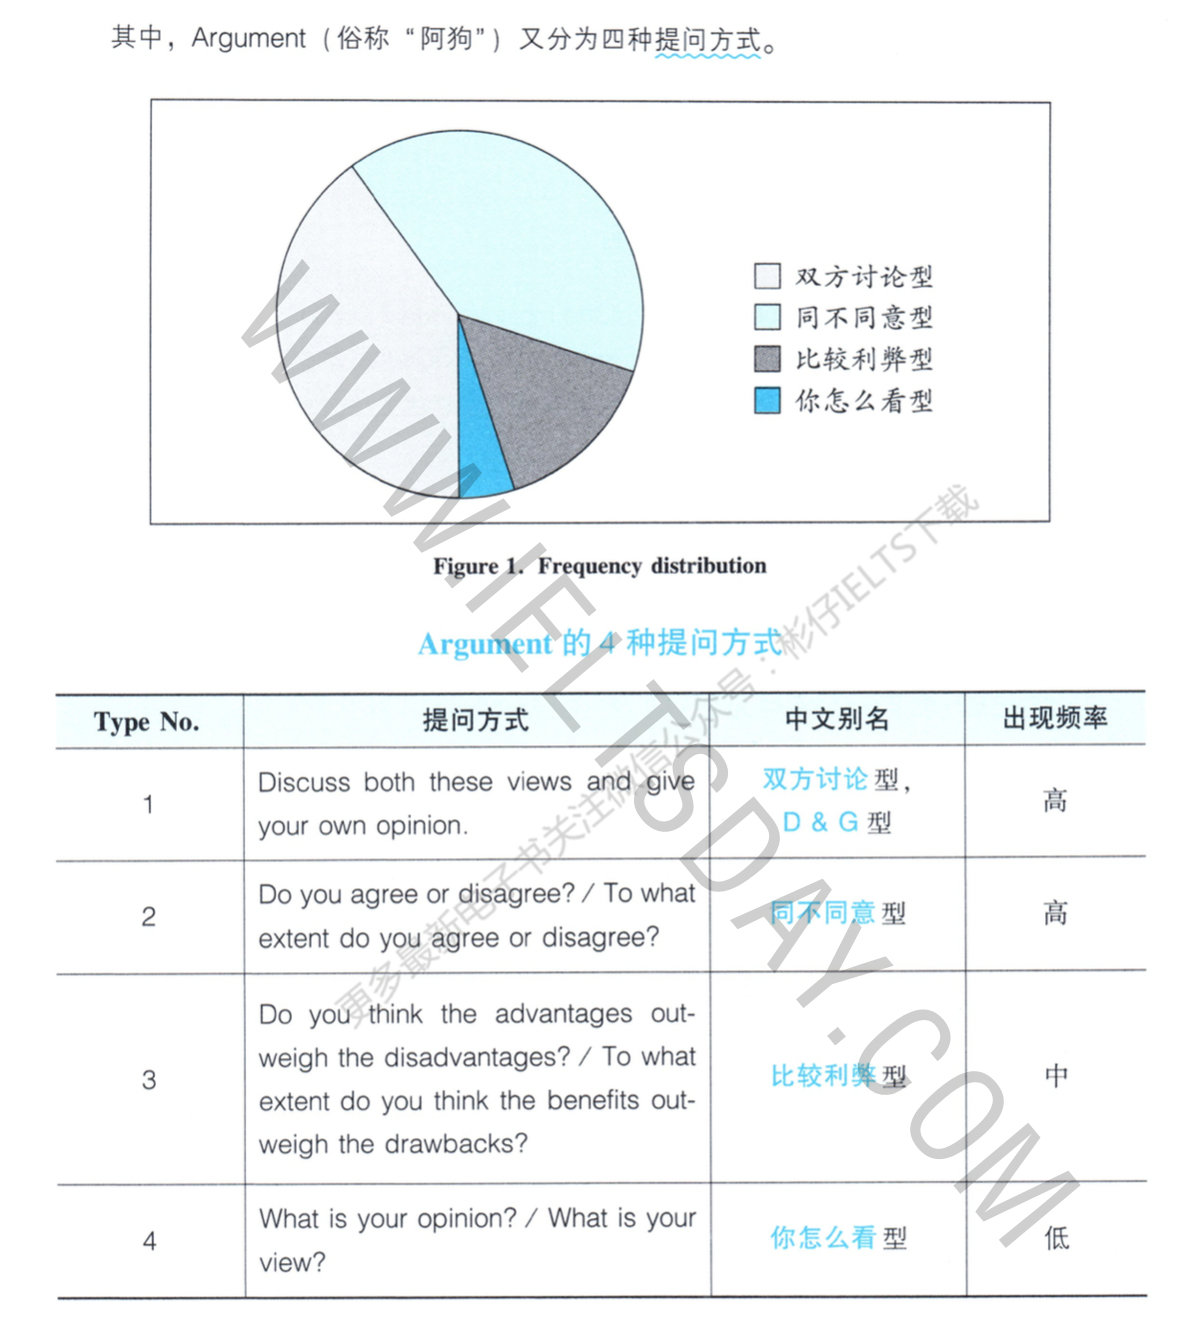 其中，Argument（俗称“阿狗”）又分为四种提问方式。
双方讨论型
同不同意型
比较利弊型
你怎么看型
Figure 1. Frequency distribution
Argument 的 4 种提问方式
Type No. 提问方式 中文别名 出现频率
1
Discuss both these views and give
your own opinion.
双方讨论型，
D & G 型
高
2
Do you agree or disagree? / To what
extent do you agree or disagree?
同不同意型
高
3
Do you think the advantages out-
weigh the disadvantages? / To what
extent do you think the benefits out-
weigh the drawbacks?
比较利弊型
中
4
What is your opinion? / What is your
view?
你怎么看型
低
WWW.IELTSDAY.COM
更多最新电子书关注微信公众号：彬仔IELTS下载